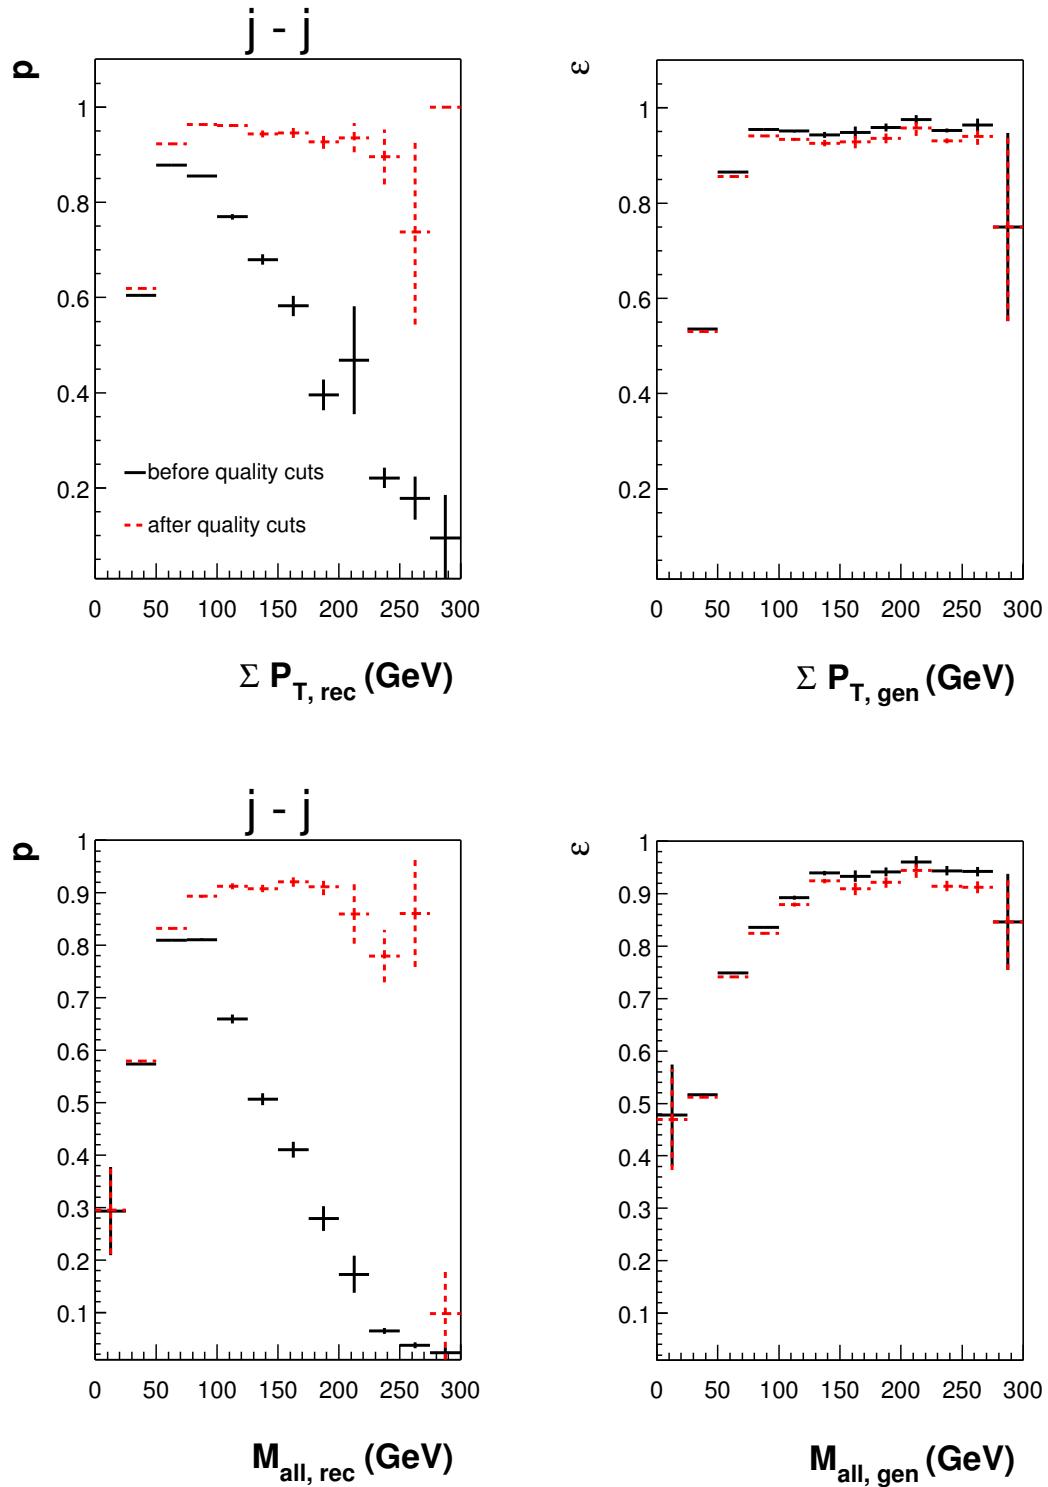 j - j
p
1
0.8
0.6
0.4
0.2
before quality cuts
after quality cuts
0 50 100 150 200 250 300
Σ P_T, rec (GeV)
ε
1
0.8
0.6
0.4
0.2
0 50 100 150 200 250 300
Σ P_T, gen (GeV)
j - j
p
1
0.9
0.8
0.7
0.6
0.5
0.4
0.3
0.2
0.1
0 50 100 150 200 250 300
M_all, rec (GeV)
ε
1
0.9
0.8
0.7
0.6
0.5
0.4
0.3
0.2
0.1
0 50 100 150 200 250 300
M_all, gen (GeV)